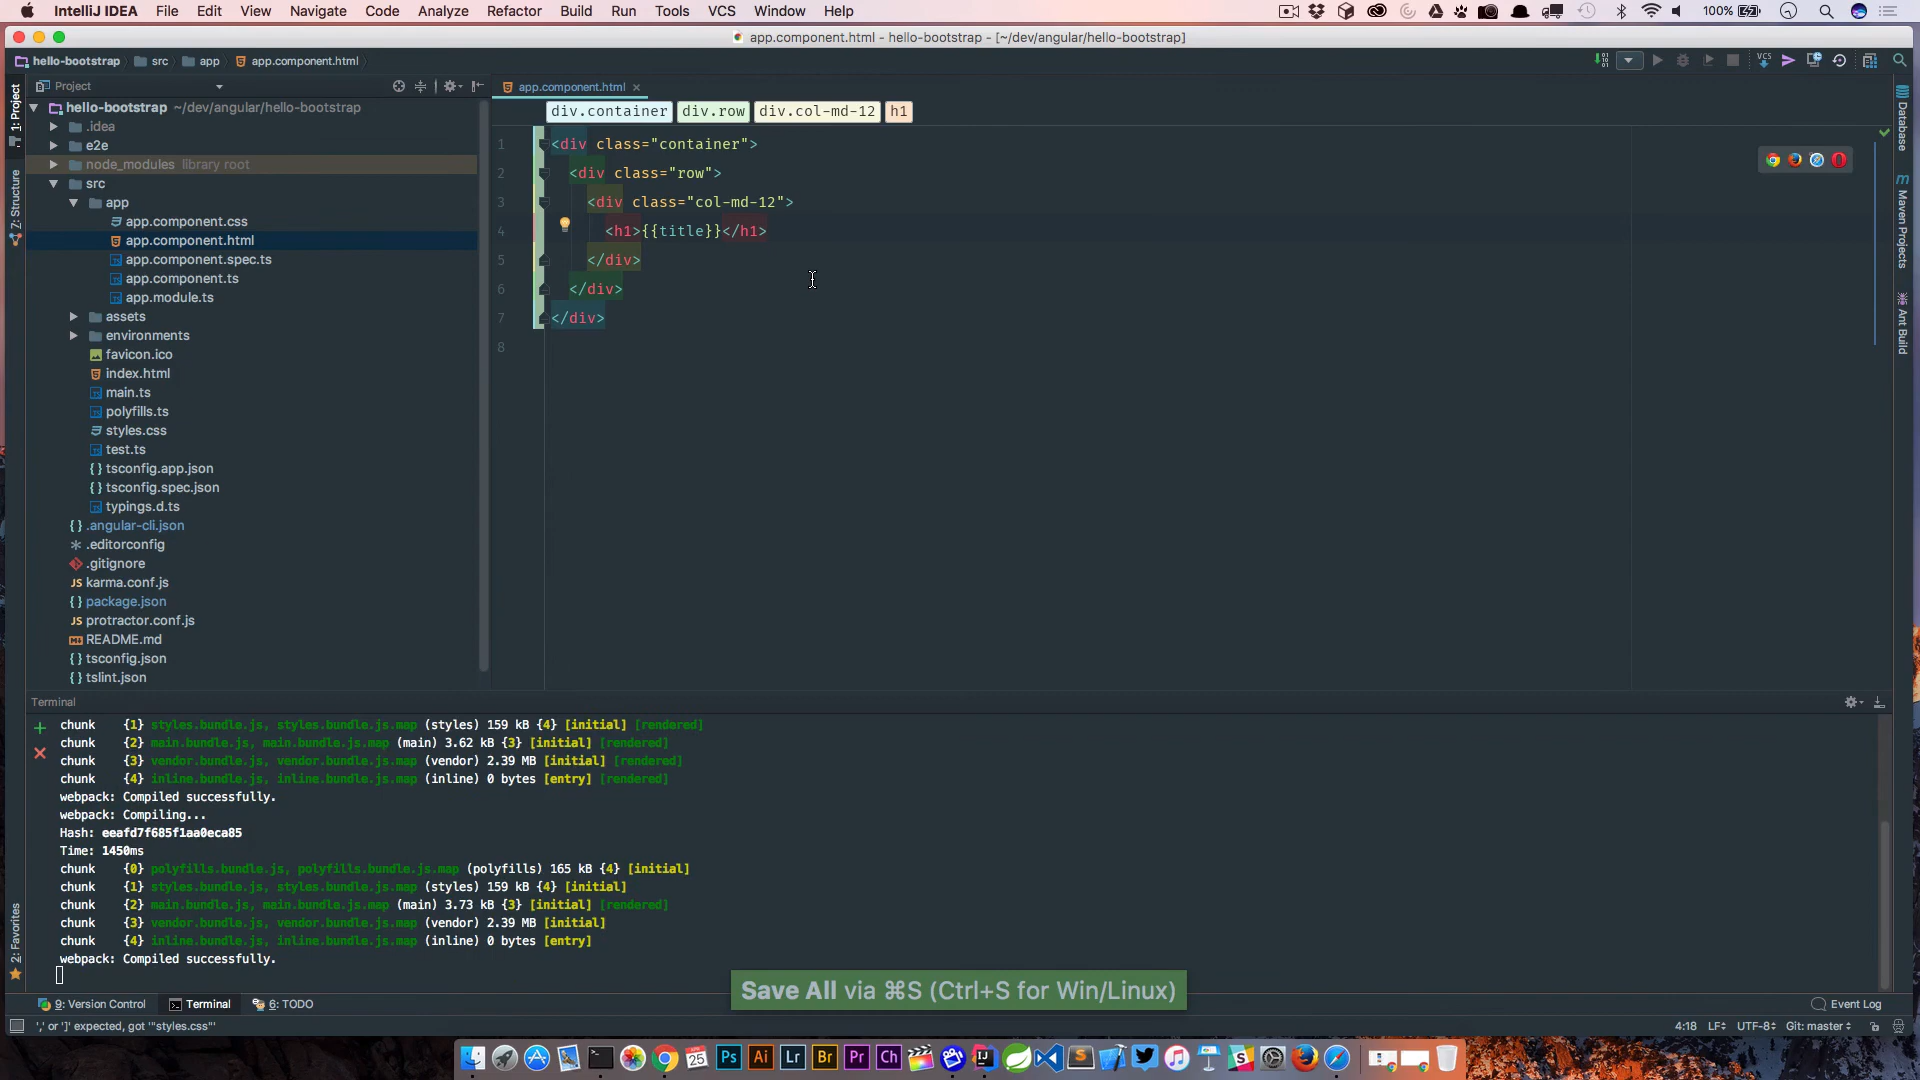 IntelliJ IDEA File Edit View Navigate Code Analyze Refactor Build Run Tools VCS Window Help 100%
app.component.html - hello-bootstrap - [~/dev/angular/hello-bootstrap]
hello-bootstrap src app app.component.html
Project
app.component.html
div.container div.row div.col-md-12 h1
1: Project
Z: Structure
2: Favorites
hello-bootstrap ~/dev/angular/hello-bootstrap
.idea
e2e
node_modules library root
src
app
app.component.css
app.component.html
app.component.spec.ts
app.component.ts
app.module.ts
assets
environments
favicon.ico
index.html
main.ts
polyfills.ts
styles.css
test.ts
tsconfig.app.json
tsconfig.spec.json
typings.d.ts
.angular-cli.json
.editorconfig
.gitignore
karma.conf.js
package.json
protractor.conf.js
README.md
tsconfig.json
tslint.json
1 <div class="container">
2 <div class="row">
3 <div class="col-md-12">
4 <h1>{{title}}</h1>
5 </div>
6 </div>
7 </div>
8
Database
Maven Projects
Ant Build
Terminal
chunk {1} styles.bundle.js, styles.bundle.js.map (styles) 159 kB {4} [initial] [rendered]
chunk {2} main.bundle.js, main.bundle.js.map (main) 3.62 kB {3} [initial] [rendered]
chunk {3} vendor.bundle.js, vendor.bundle.js.map (vendor) 2.39 MB [initial] [rendered]
chunk {4} inline.bundle.js, inline.bundle.js.map (inline) 0 bytes [entry] [rendered]
webpack: Compiled successfully.
webpack: Compiling...
Hash: eeafd7f685f1aa0eca85
Time: 1450ms
chunk {0} polyfills.bundle.js, polyfills.bundle.js.map (polyfills) 165 kB {4} [initial]
chunk {1} styles.bundle.js, styles.bundle.js.map (styles) 159 kB {4} [initial]
chunk {2} main.bundle.js, main.bundle.js.map (main) 3.73 kB {3} [initial] [rendered]
chunk {3} vendor.bundle.js, vendor.bundle.js.map (vendor) 2.39 MB [initial]
chunk {4} inline.bundle.js, inline.bundle.js.map (inline) 0 bytes [entry]
webpack: Compiled successfully.
Save All via ⌘S (Ctrl+S for Win/Linux)
9: Version Control Terminal 6: TODO Event Log
',' or ']' expected, got '"styles.css"' 4:18 LF÷ UTF-8÷ Git: master÷
25 Ps Ai Lr Br Pr Ch